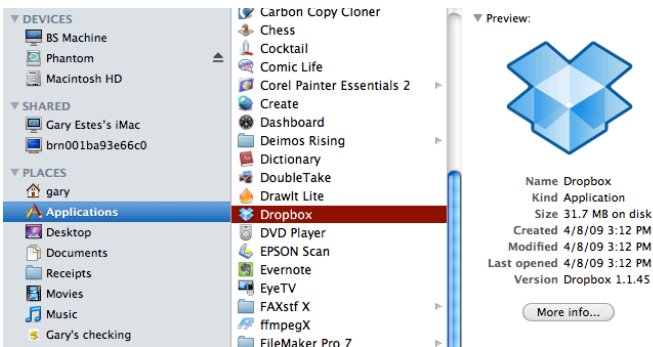 DEVICES
BS Machine
Phantom
Macintosh HD
SHARED
Gary Estes's iMac
brn001ba93e66c0
PLACES
gary
Applications
Desktop
Documents
Receipts
Movies
Music
Gary's checking
Carbon Copy Cloner
Chess
Cocktail
Comic Life
Corel Painter Essentials 2
Create
Dashboard
Deimos Rising
Dictionary
DoubleTake
DrawIt Lite
Dropbox
DVD Player
EPSON Scan
Evernote
EyeTV
FAXstf X
ffmpegX
FileMaker Pro 7
Preview:
Name Dropbox
Kind Application
Size 31.7 MB on disk
Created 4/8/09 3:12 PM
Modified 4/8/09 3:12 PM
Last opened 4/8/09 3:12 PM
Version Dropbox 1.1.45
More info...